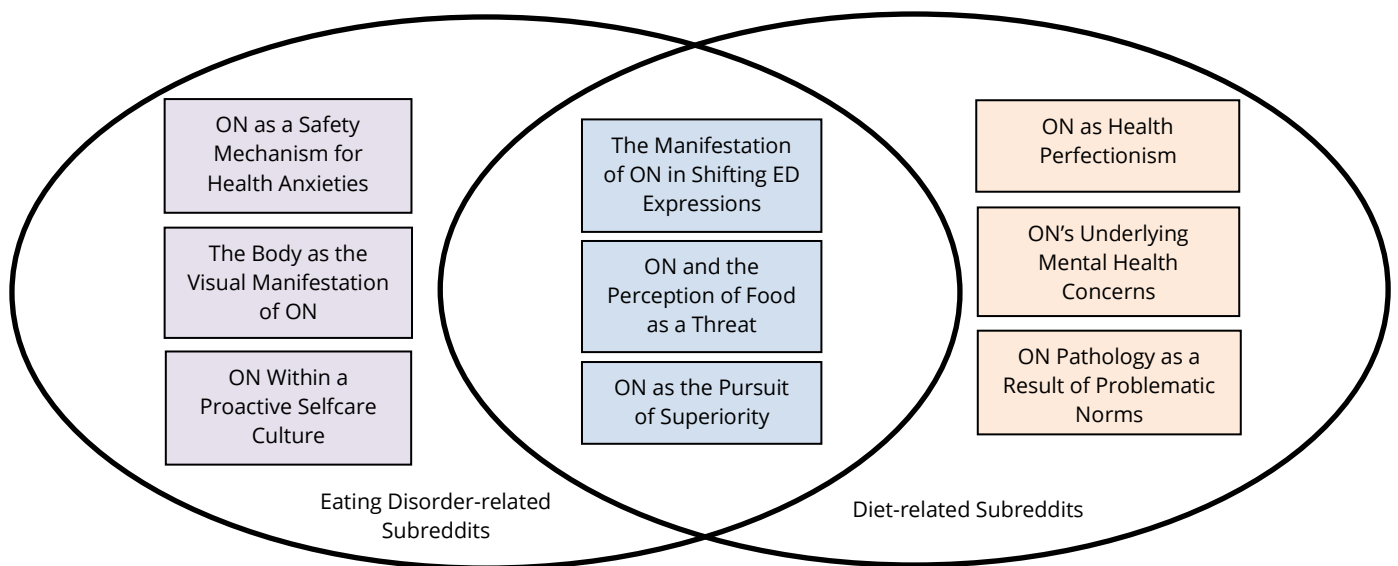 ON as a Safety
Mechanism for
Health Anxieties
The Body as the
Visual Manifestation
of ON
ON Within a
Proactive Selfcare
Culture
Eating Disorder-related
Subreddits
The Manifestation
of ON in Shifting ED
Expressions
ON and the
Perception of Food
as a Threat
ON as the Pursuit
of Superiority
ON as Health
Perfectionism
ON’s Underlying
Mental Health
Concerns
ON Pathology as a
Result of Problematic
Norms
Diet-related Subreddits